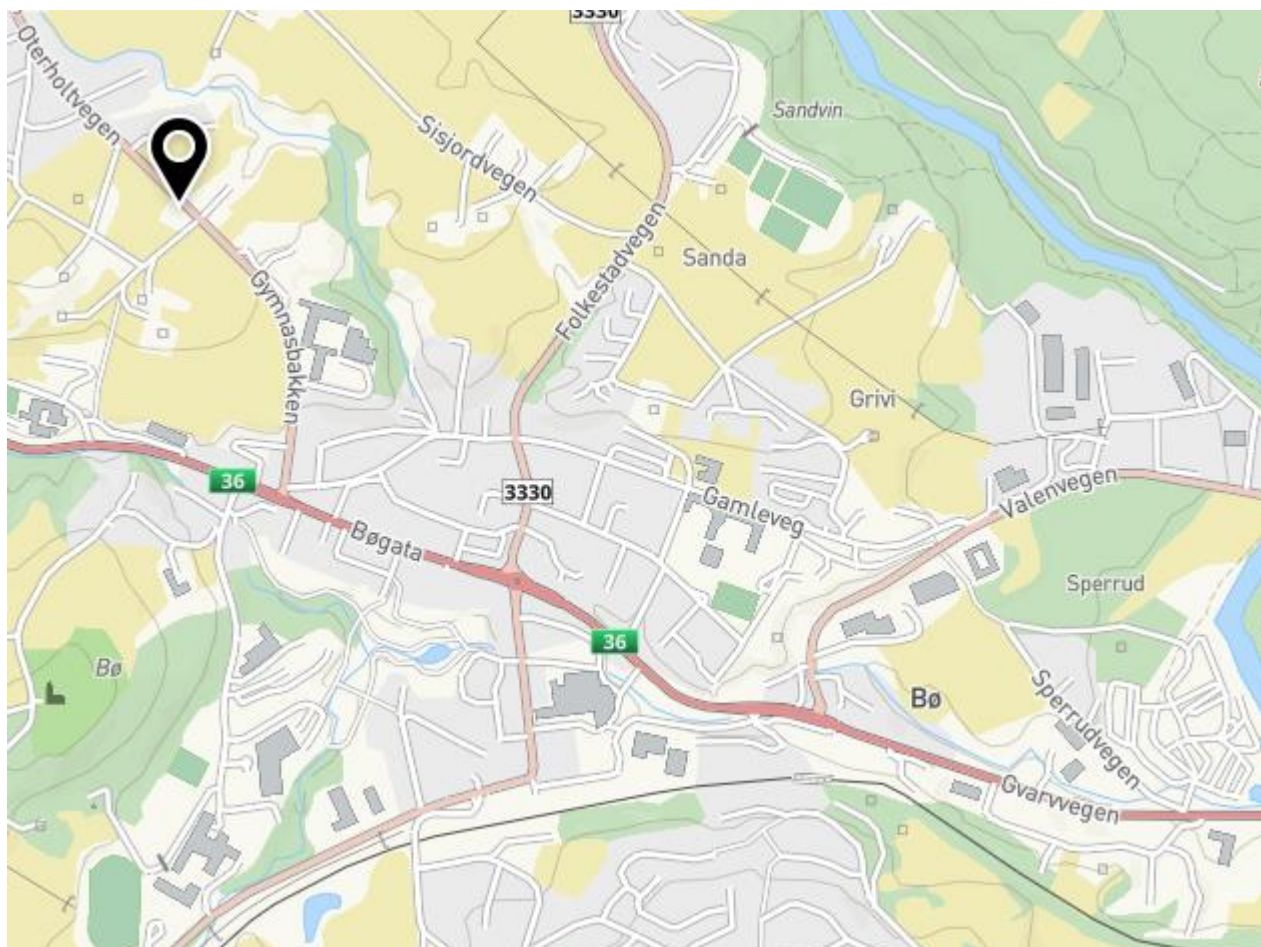 3330
Oterholtvegen
Sandvin
Sisjordvegen
Folkestadvegen
Sanda
Gymnasbakken
Grivi
36
3330
Gamleveg
Valenvegen
Bøgata
Sperrud
36
Bø
Bø
Sperrudvegen
Gvarvvegen